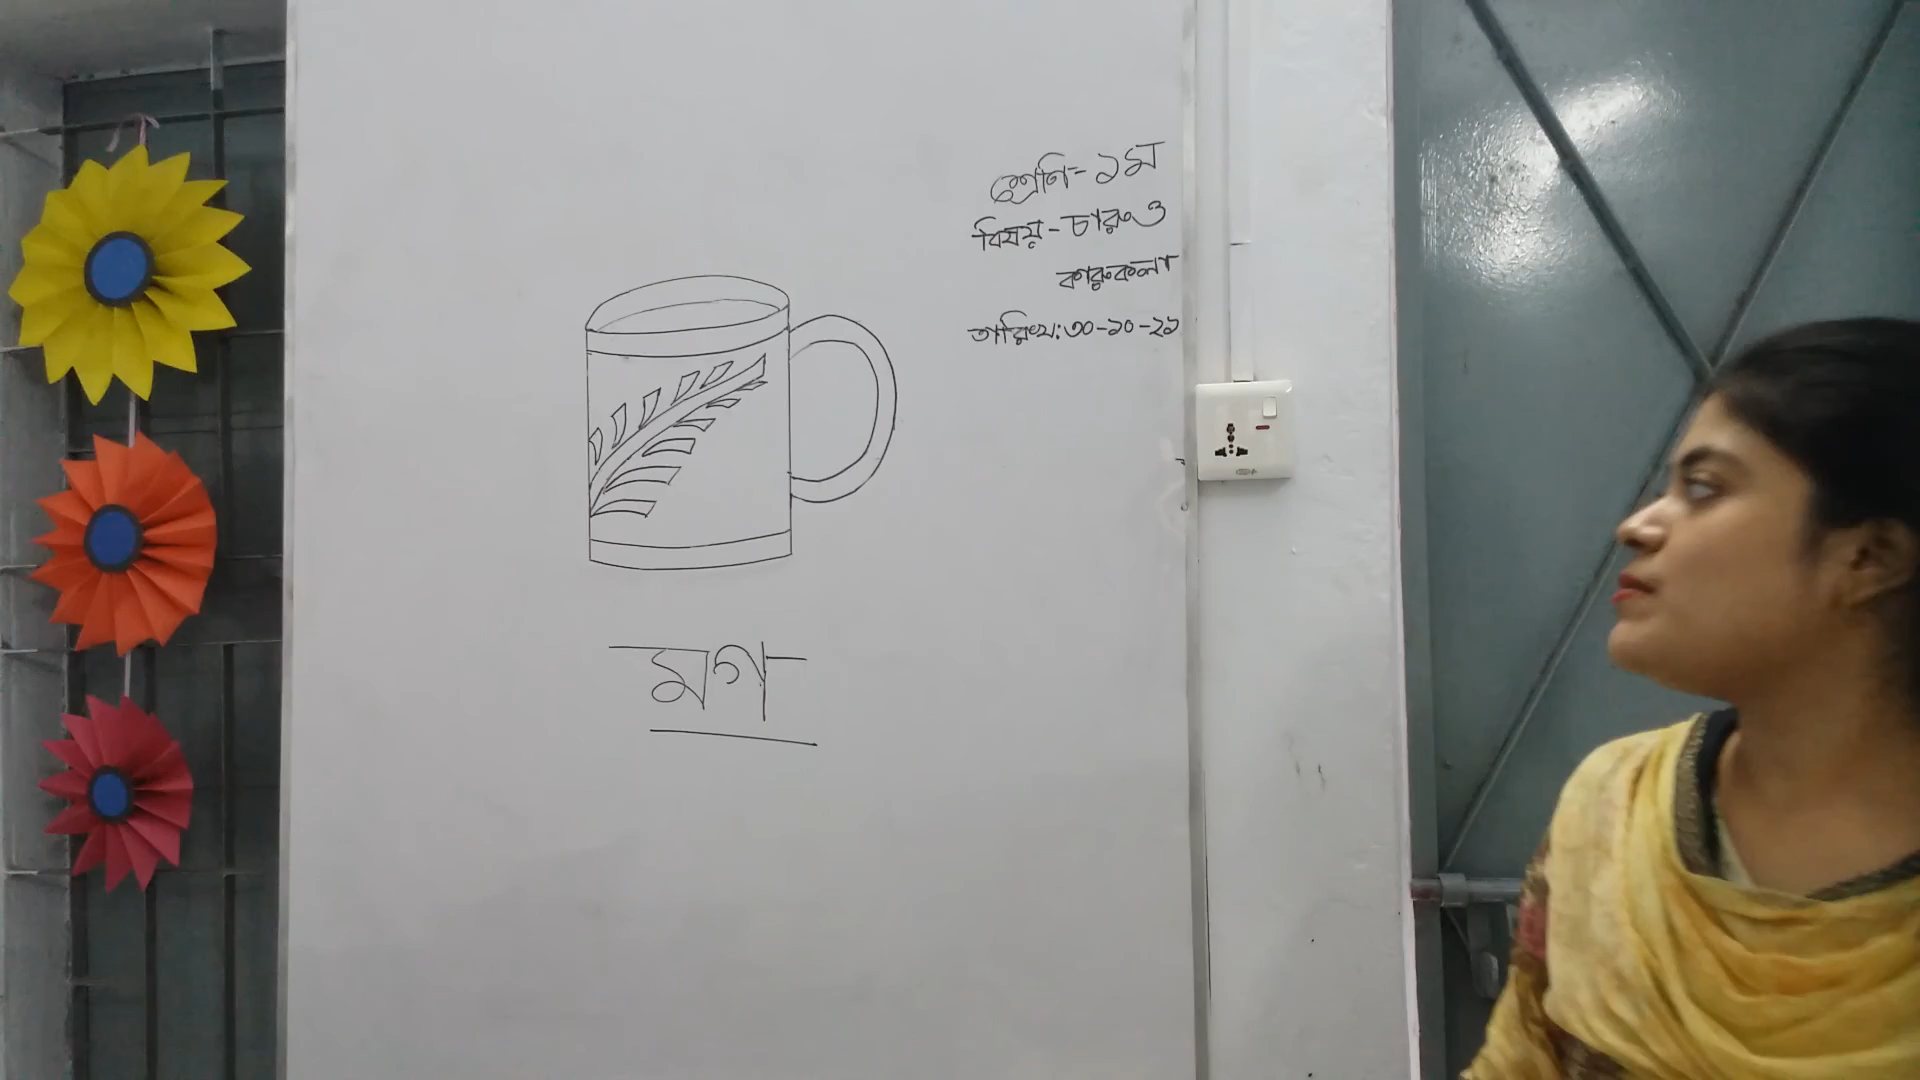 শ্রেণি- ১ম
বিষয়- চারু ও
কারুকলা
তারিখ: ৩০-১০-২১
মগ